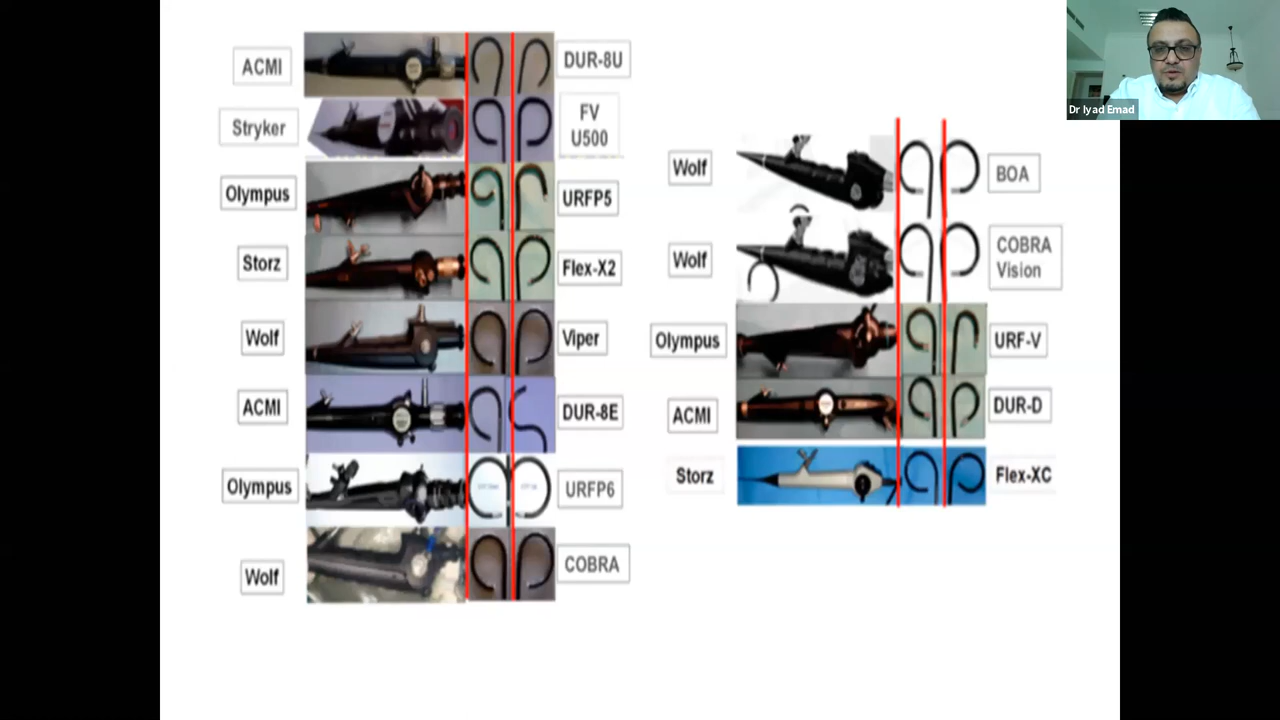 ACMI
DUR-8U
Stryker
FV
U500
Olympus
URFP5
Storz
Flex-X2
Wolf
Viper
ACMI
DUR-8E
Olympus
URFP6
Wolf
COBRA
Wolf
BOA
Wolf
COBRA
Vision
Olympus
URF-V
ACMI
DUR-D
Storz
Flex-XC
Dr Iyad Emad